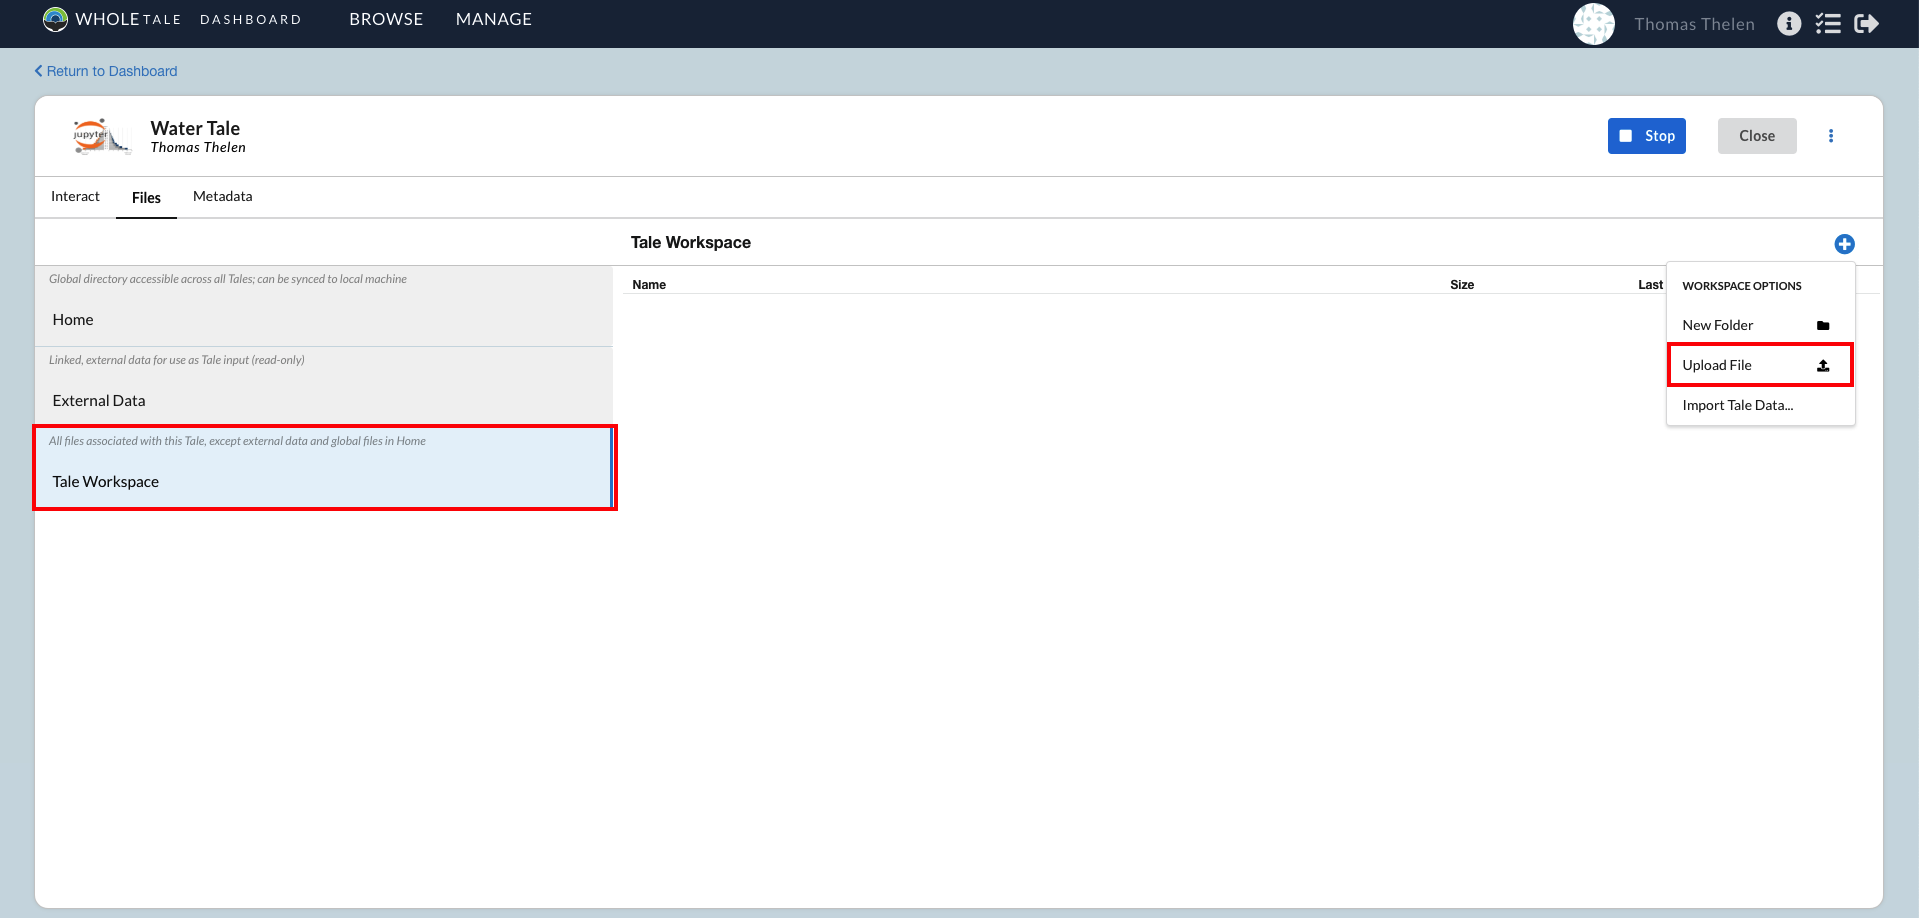 WHOLE TALE DASHBOARD BROWSE MANAGE Thomas Thelen
Return to Dashboard
jupyter
Water Tale
Thomas Thelen
Stop Close
Interact Files Metadata
Tale Workspace
Global directory accessible across all Tales; can be synced to local machine
Home
Linked, external data for use as Tale input (read-only)
External Data
All files associated with this Tale, except external data and global files in Home
Tale Workspace
Name Size Last
WORKSPACE OPTIONS
New Folder
Upload File
Import Tale Data...